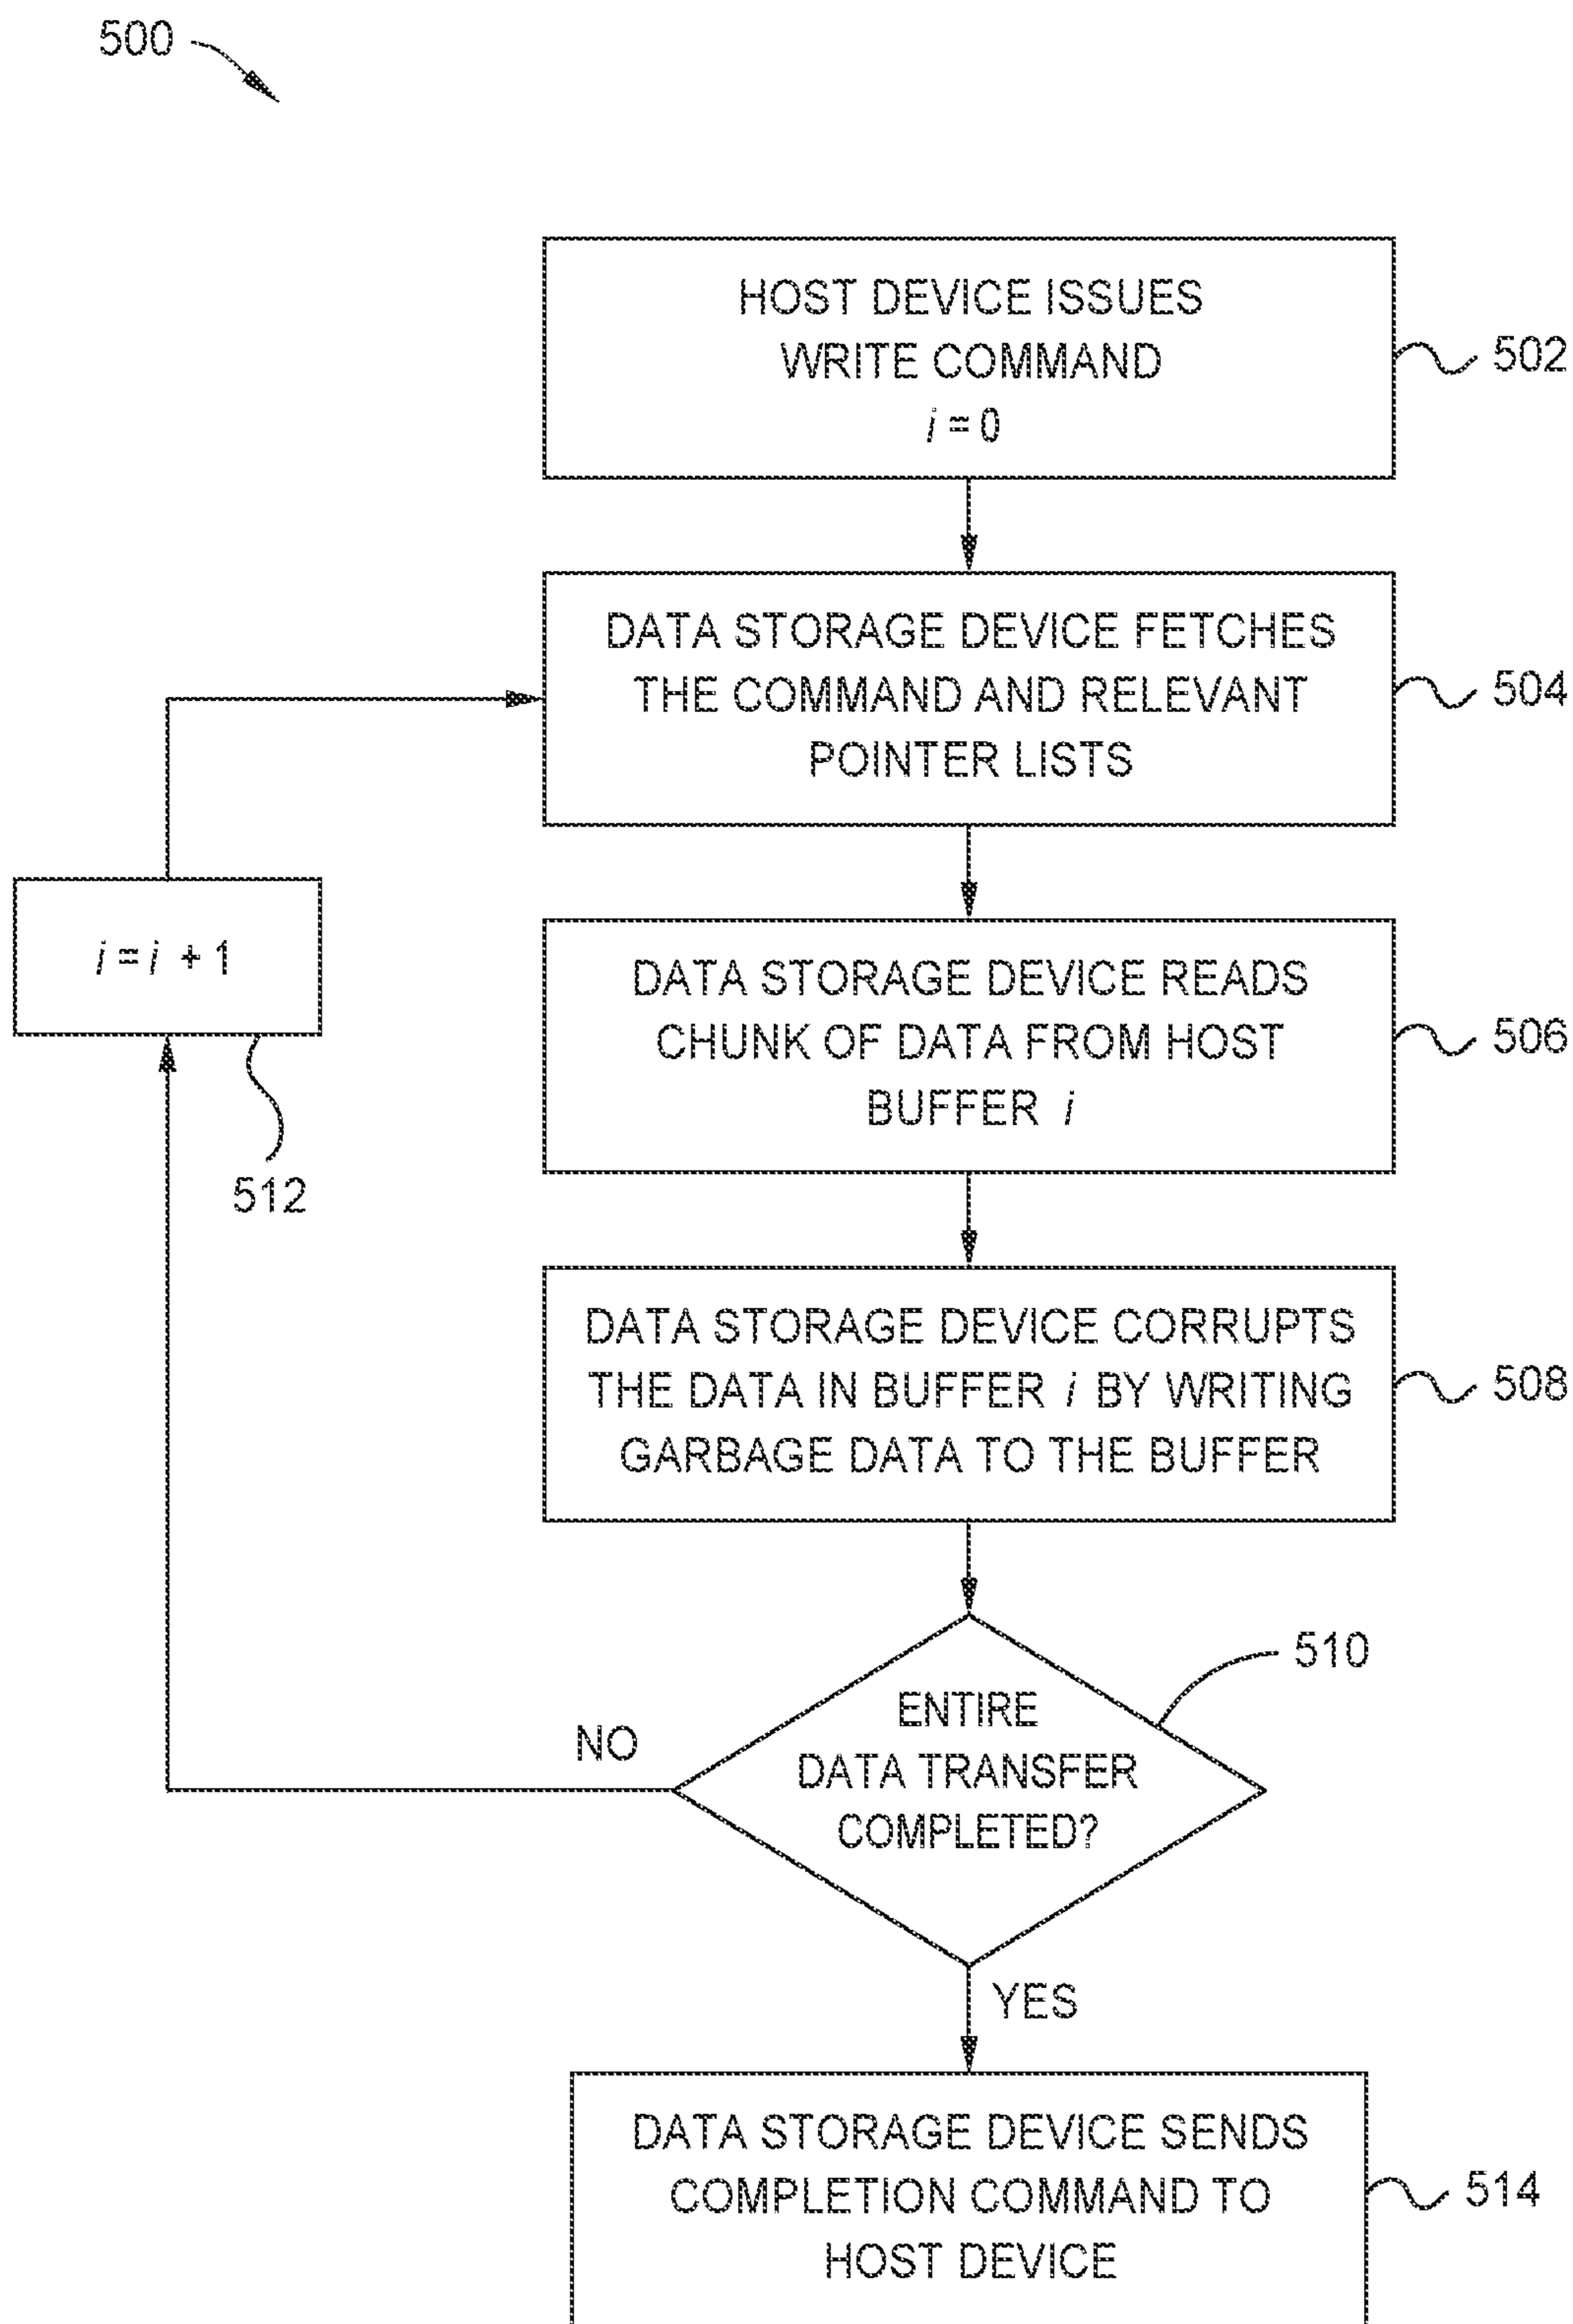 500
HOST DEVICE ISSUES
WRITE COMMAND
i = 0
502
DATA STORAGE DEVICE FETCHES
THE COMMAND AND RELEVANT
POINTER LISTS
504
i = i + 1
512
DATA STORAGE DEVICE READS
CHUNK OF DATA FROM HOST
BUFFER i
506
DATA STORAGE DEVICE CORRUPTS
THE DATA IN BUFFER i BY WRITING
GARBAGE DATA TO THE BUFFER
508
ENTIRE
DATA TRANSFER
COMPLETED?
510
NO
YES
DATA STORAGE DEVICE SENDS
COMPLETION COMMAND TO
HOST DEVICE
514